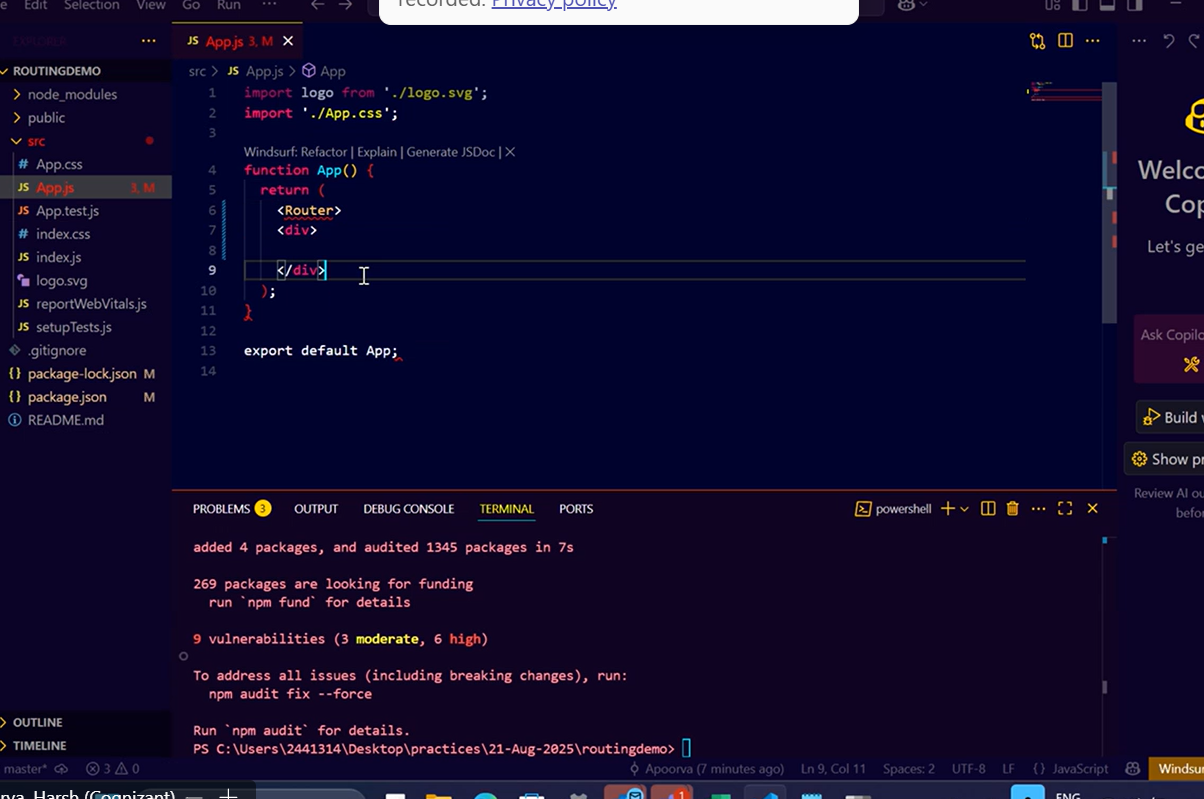 recorded. Privacy policy
Edit Selection View Go Run ···
EXPLORER ···
ROUTINGDEMO
node_modules
public
src
# App.css
JS App.js 3, M
JS App.test.js
# index.css
JS index.js
logo.svg
JS reportWebVitals.js
JS setupTests.js
.gitignore
{} package-lock.json M
{} package.json M
README.md
OUTLINE
TIMELINE
JS App.js 3, M ×
src > JS App.js > App
1 import logo from './logo.svg';
2 import './App.css';
3
Windsurf: Refactor | Explain | Generate JSDoc | ×
4 function App() {
5 return (
6 <Router>
7 <div>
8
9 </div>
10 );
11 }
12
13 export default App;
14
PROBLEMS 3 OUTPUT DEBUG CONSOLE TERMINAL PORTS
powershell
added 4 packages, and audited 1345 packages in 7s
269 packages are looking for funding
run `npm fund` for details
9 vulnerabilities (3 moderate, 6 high)
To address all issues (including breaking changes), run:
npm audit fix --force
Run `npm audit` for details.
PS C:\Users\2441314\Desktop\practices\21-Aug-2025\routingdemo>
Welco
Cop
Let's ge
Ask Copilo
Build w
Show pr
Review AI ou
befor
master* 3 0 Apoorva (7 minutes ago) Ln 9, Col 11 Spaces: 2 UTF-8 LF {} JavaScript Windsur
rva, Harsh (Cognizant)
1
ENG